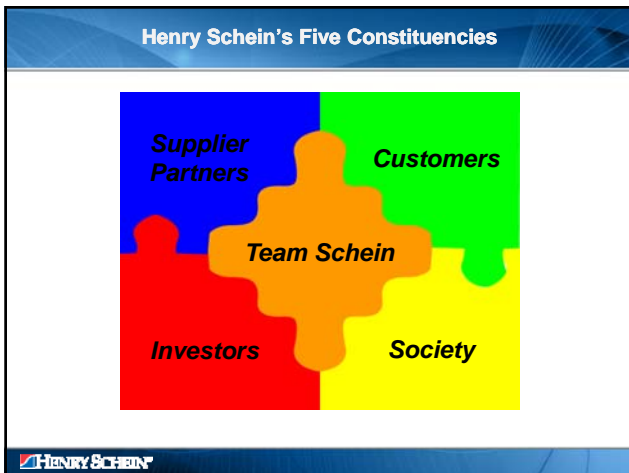 Henry Schein's Five Constituencies
Supplier
Partners
Customers
Team Schein
Investors
Society
HENRY SCHEIN®